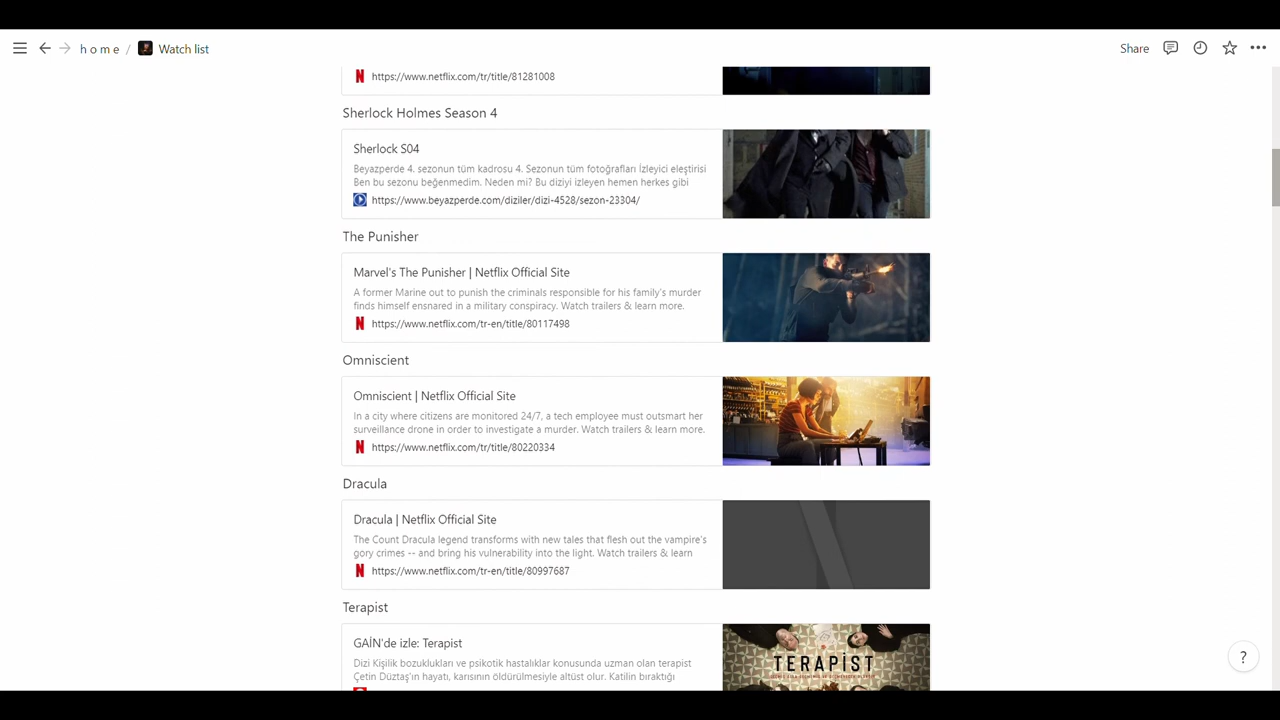 home / Watch list
Share
https://www.netflix.com/tr/title/81281008
Sherlock Holmes Season 4
Sherlock S04
Beyazperde 4. sezonun tüm kadrosu 4. Sezonun tüm fotoğrafları İzleyici eleştirisi
Ben bu sezonu beğenmedim. Neden mi? Bu diziyi izleyen hemen herkes gibi
https://www.beyazperde.com/diziler/dizi-4528/sezon-23304/
The Punisher
Marvel's The Punisher | Netflix Official Site
A former Marine out to punish the criminals responsible for his family's murder
finds himself ensnared in a military conspiracy. Watch trailers & learn more.
https://www.netflix.com/tr-en/title/80117498
Omniscient
Omniscient | Netflix Official Site
In a city where citizens are monitored 24/7, a tech employee must outsmart her
surveillance drone in order to investigate a murder. Watch trailers & learn more.
https://www.netflix.com/tr/title/80220334
Dracula
Dracula | Netflix Official Site
The Count Dracula legend transforms with new tales that flesh out the vampire's
gory crimes -- and bring his vulnerability into the light. Watch trailers & learn
https://www.netflix.com/tr-en/title/80997687
Terapist
GAİN'de izle: Terapist
Dizi Kişilik bozuklukları ve psikotik hastalıklar konusunda uzman olan terapist
Çetin Düztaş'ın hayatı, karısının öldürülmesiyle altüst olur. Katilin bıraktığı
TERAPİST
?